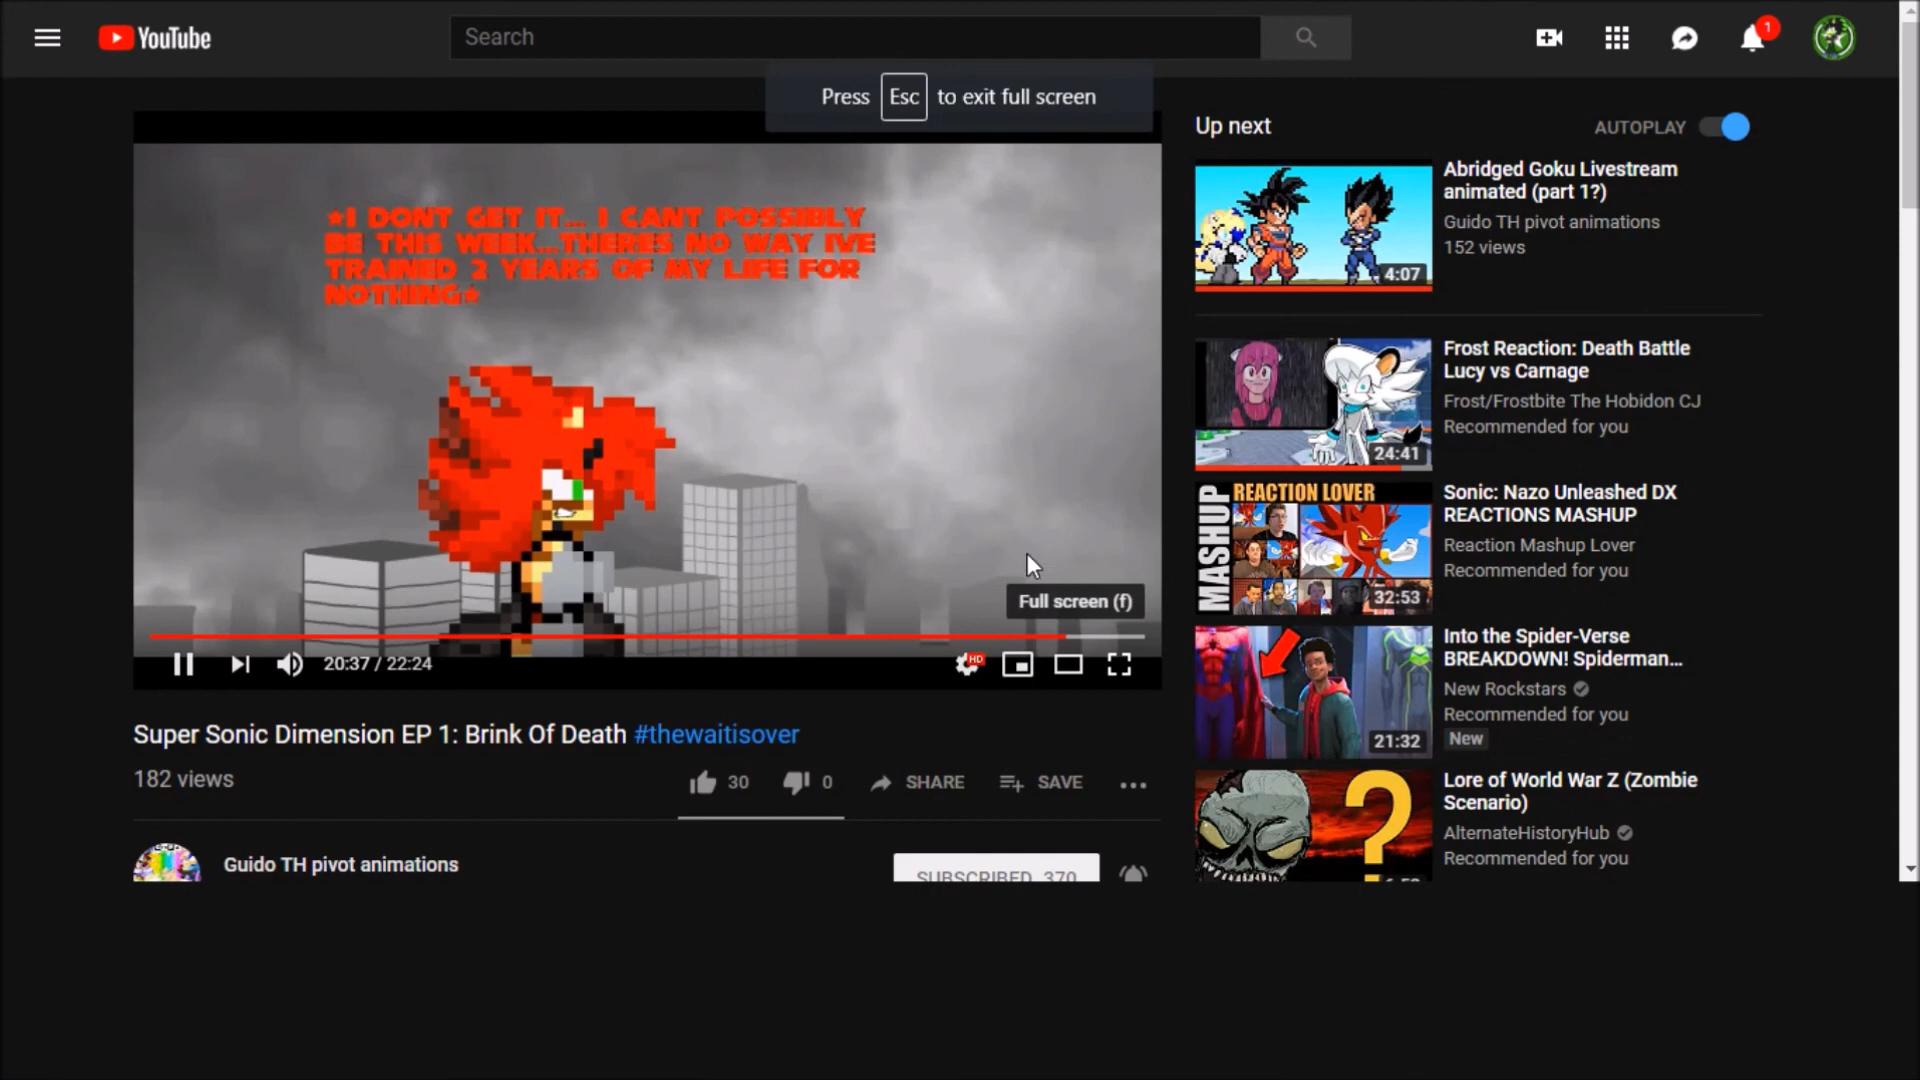 YouTube
Search
1
Press Esc to exit full screen
★I DONT GET IT... I CANT POSSIBLY
BE THIS WEEK...THERES NO WAY IVE
TRAINED 2 YEARS OF MY LIFE FOR
NOTHING★
Full screen (f)
20:37 / 22:24
HD
Super Sonic Dimension EP 1: Brink Of Death #thewaitisover
182 views
30
0
SHARE
SAVE
Guido TH pivot animations
SUBSCRIBED 370
Up next
AUTOPLAY
4:07
Abridged Goku Livestream
animated (part 1?)
Guido TH pivot animations
152 views
24:41
Frost Reaction: Death Battle
Lucy vs Carnage
Frost/Frostbite The Hobidon CJ
Recommended for you
MASHUP
REACTION LOVER
32:53
Sonic: Nazo Unleashed DX
REACTIONS MASHUP
Reaction Mashup Lover
Recommended for you
21:32
Into the Spider-Verse
BREAKDOWN! Spiderman...
New Rockstars
Recommended for you
New
?
Lore of World War Z (Zombie
Scenario)
AlternateHistoryHub
Recommended for you